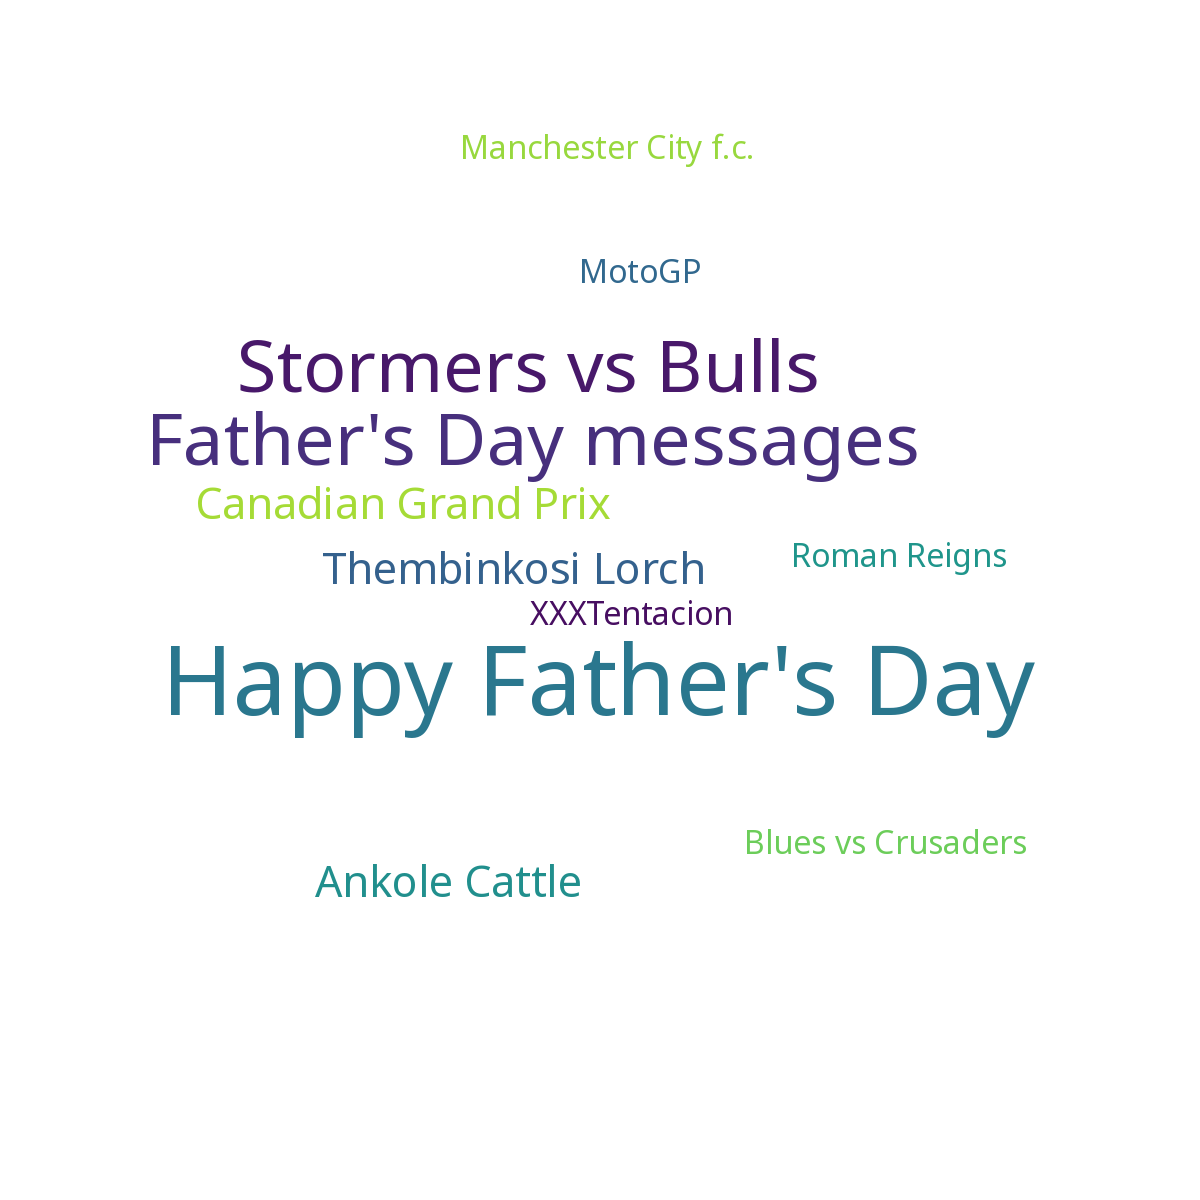 Manchester City f.c.
MotoGP
Stormers vs Bulls
Father's Day messages
Canadian Grand Prix
Roman Reigns
Thembinkosi Lorch
XXXTentacion
Happy Father's Day
Blues vs Crusaders
Ankole Cattle